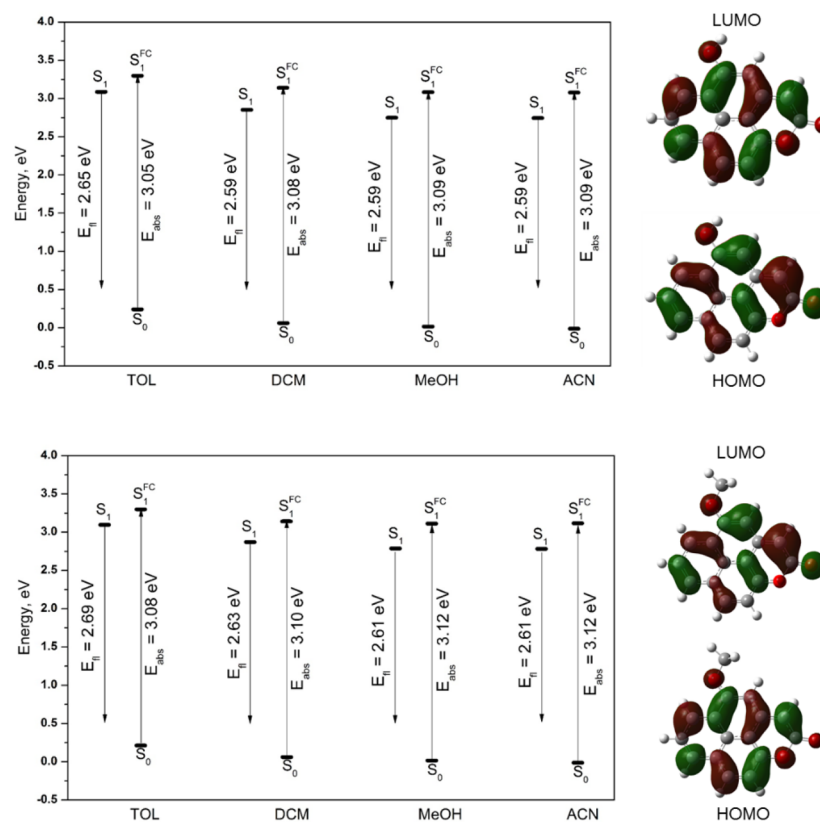 LUMO
4.0
3.5
3.0
2.5
2.0
1.5
1.0
0.5
0.0
-0.5
Energy, eV
S1
S1FC
Efl = 2.65 eV
Eabs = 3.05 eV
S0
S1
S1FC
Efl = 2.59 eV
Eabs = 3.08 eV
S0
S1
S1FC
Efl = 2.59 eV
Eabs = 3.09 eV
S0
S1
S1FC
Efl = 2.59 eV
Eabs = 3.09 eV
S0
TOL DCM MeOH ACN
HOMO
LUMO
4.0
3.5
3.0
2.5
2.0
1.5
1.0
0.5
0.0
-0.5
Energy, eV
S1
S1FC
Efl = 2.69 eV
Eabs = 3.08 eV
S0
S1
S1FC
Efl = 2.63 eV
Eabs = 3.10 eV
S0
S1
S1FC
Efl = 2.61 eV
Eabs = 3.12 eV
S0
S1
S1FC
Efl = 2.61 eV
Eabs = 3.12 eV
S0
TOL DCM MeOH ACN
HOMO